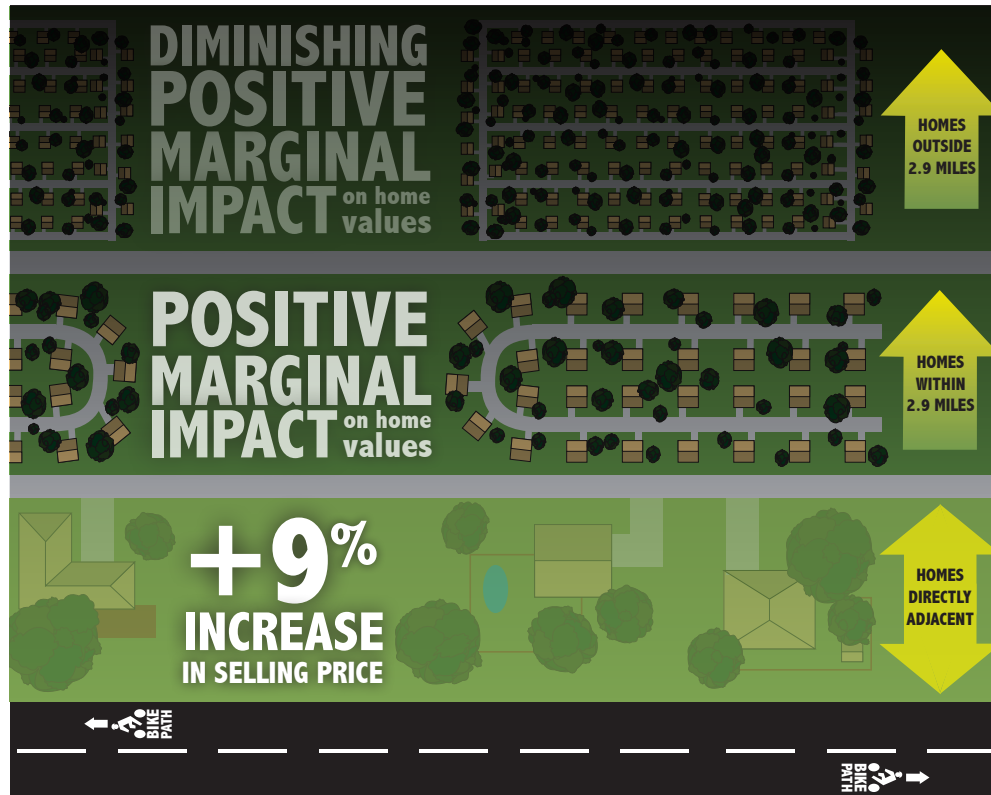 DIMINISHING
POSITIVE
MARGINAL
IMPACT on home
values
HOMES
OUTSIDE
2.9 MILES
POSITIVE
MARGINAL
IMPACT on home
values
HOMES
WITHIN
2.9 MILES
+9%
INCREASE
IN SELLING PRICE
HOMES
DIRECTLY
ADJACENT
BIKE
PATH
BIKE
PATH